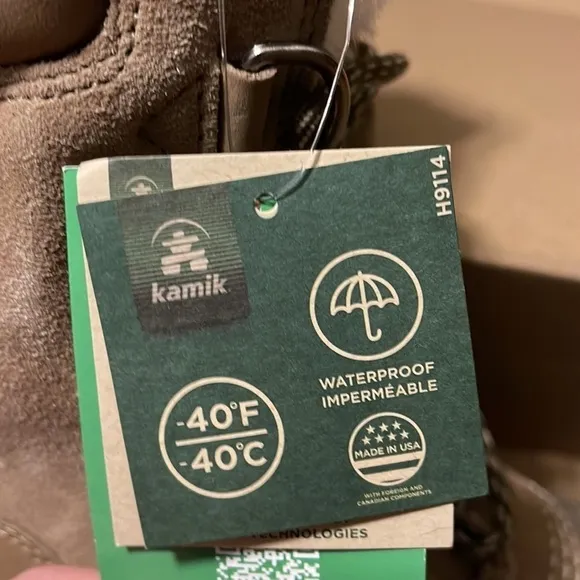 H9114
kamik
WATERPROOF
IMPERMÉABLE
-40°F
-40°C
MADE IN USA
WITH FOREIGN AND
CANADIAN COMPONENTS
TECHNOLOGIES